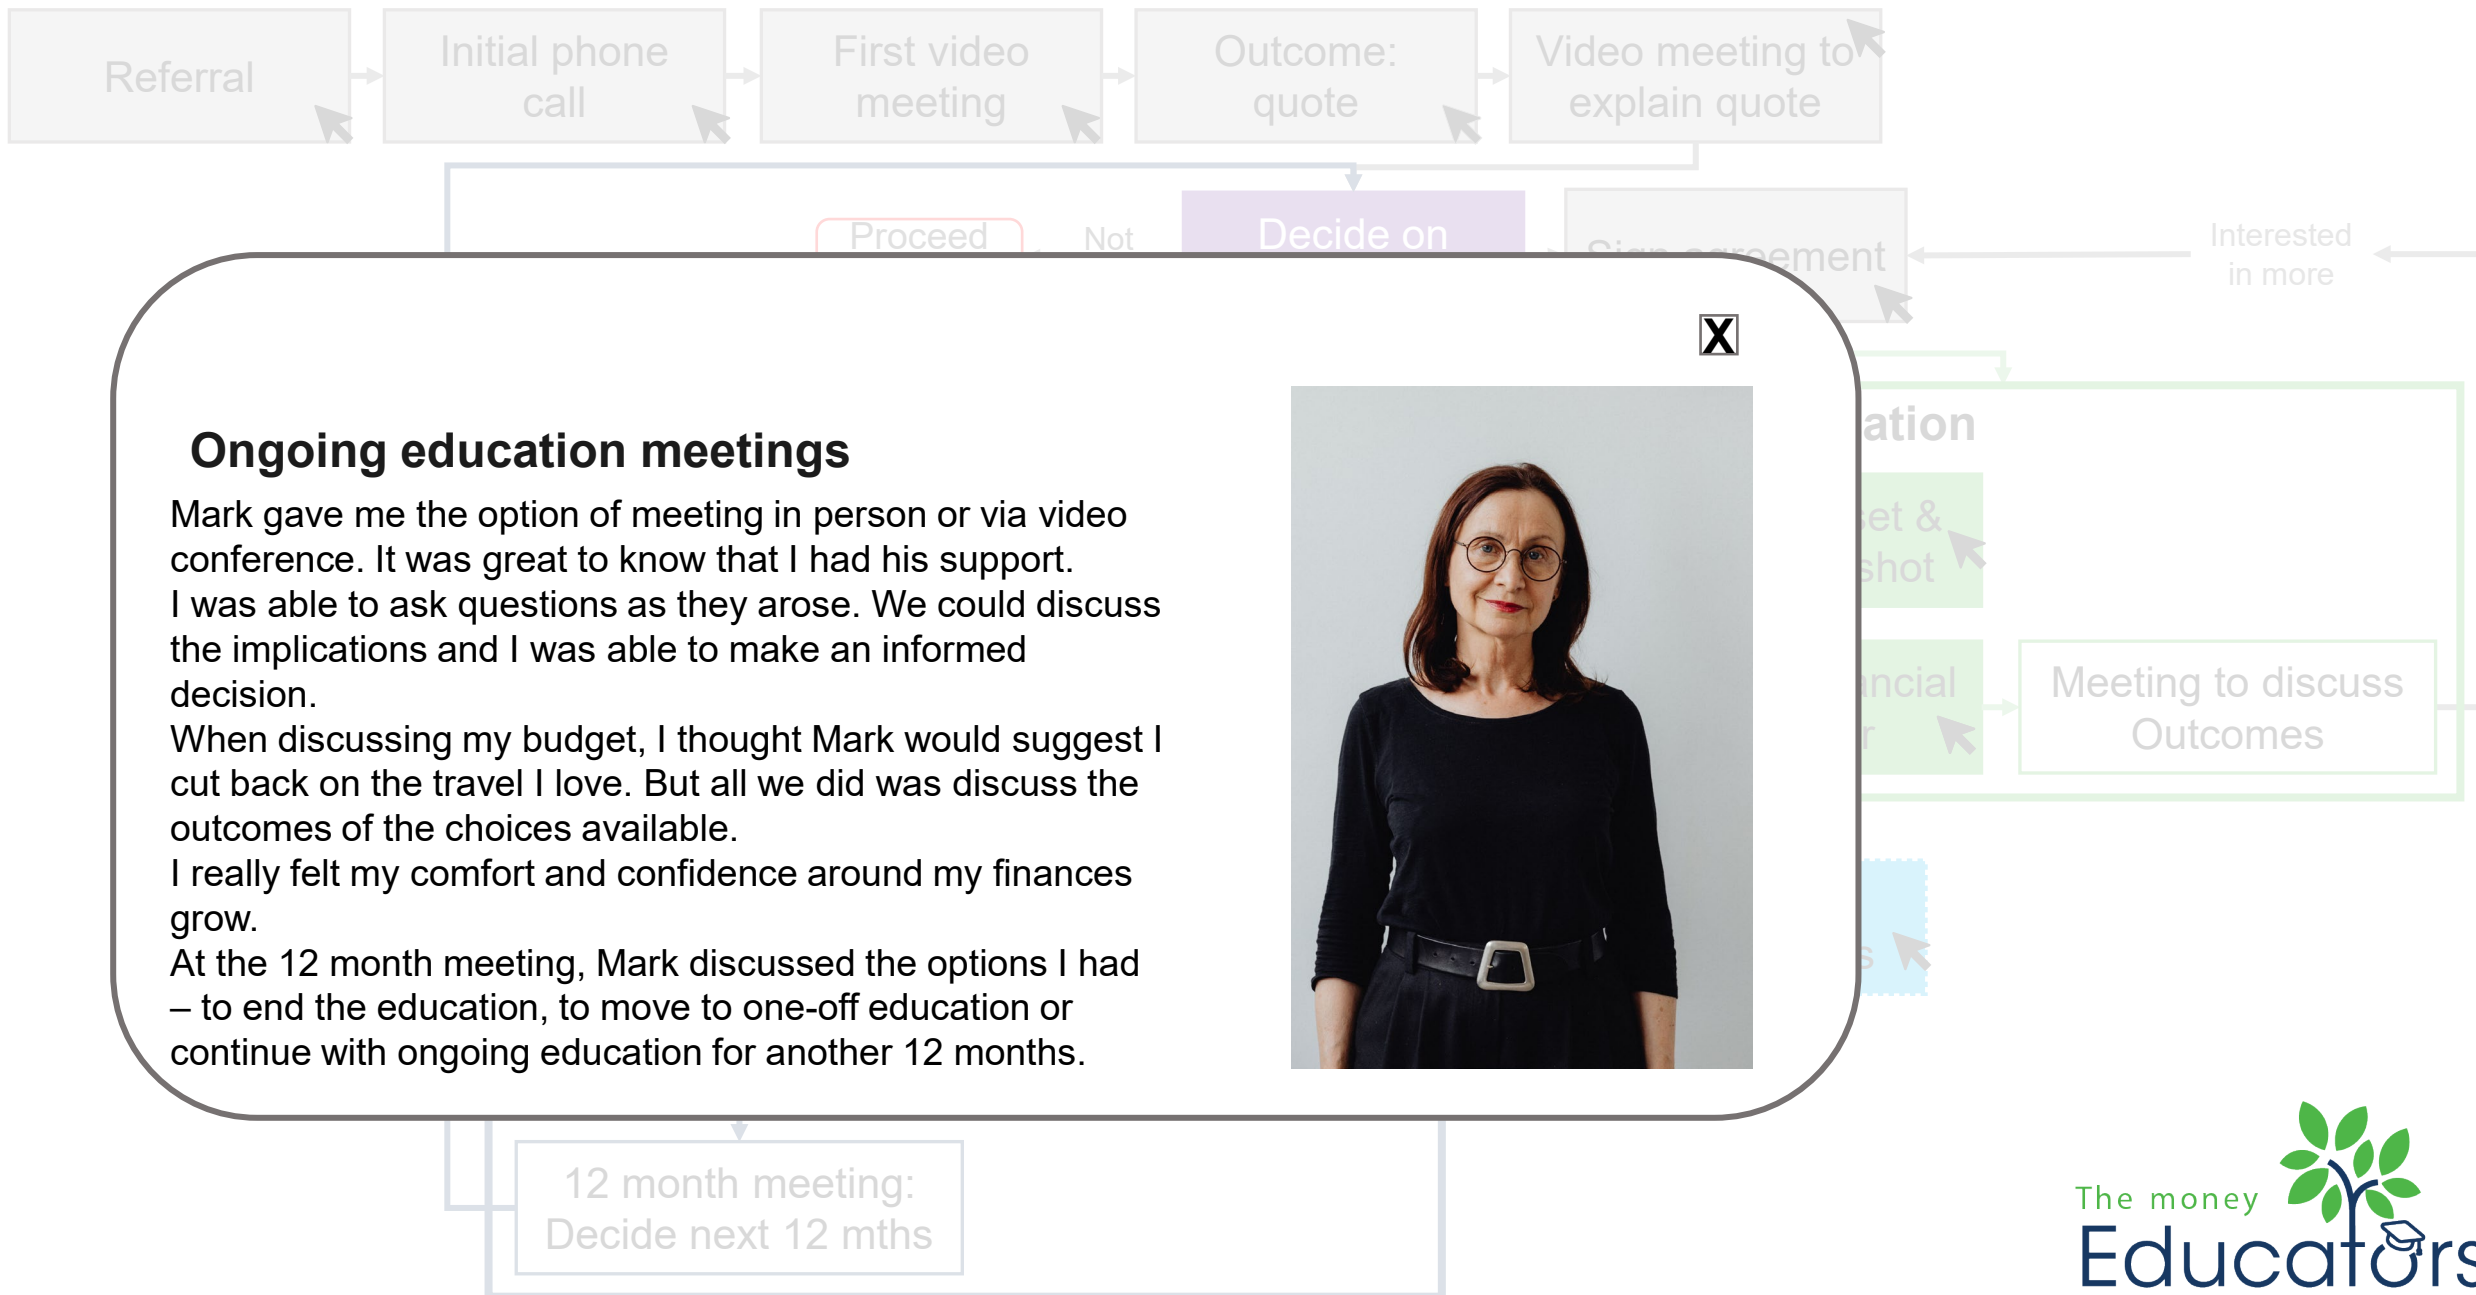 Referral
Initial phone
call
First video
meeting
Outcome:
quote
Video meeting to
explain quote
Proceed
Not
Decide on
Sign agreement
Interested
in more
X
Ongoing education meetings
Mark gave me the option of meeting in person or via video
conference. It was great to know that I had his support.
I was able to ask questions as they arose. We could discuss
the implications and I was able to make an informed
decision.
When discussing my budget, I thought Mark would suggest I
cut back on the travel I love. But all we did was discuss the
outcomes of the choices available.
I really felt my comfort and confidence around my finances
grow.
At the 12 month meeting, Mark discussed the options I had
– to end the education, to move to one-off education or
continue with ongoing education for another 12 months.
ation
set &
shot
ancial
r
Meeting to discuss
Outcomes
s
12 month meeting:
Decide next 12 mths
The money
Educators